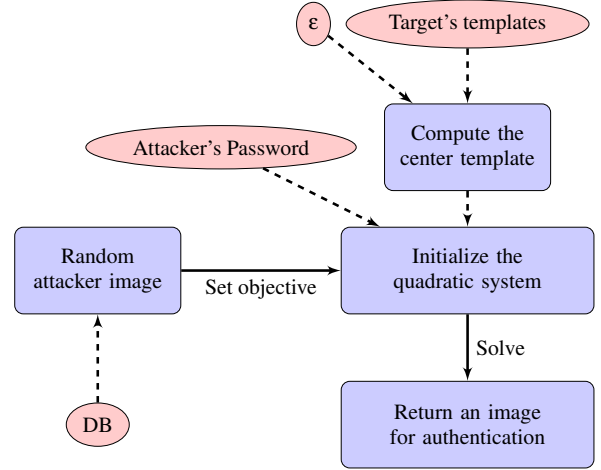 ε
Target's templates
Compute the
center template
Attacker's Password
Random
attacker image
Set objective
Initialize the
quadratic system
Solve
DB
Return an image
for authentication